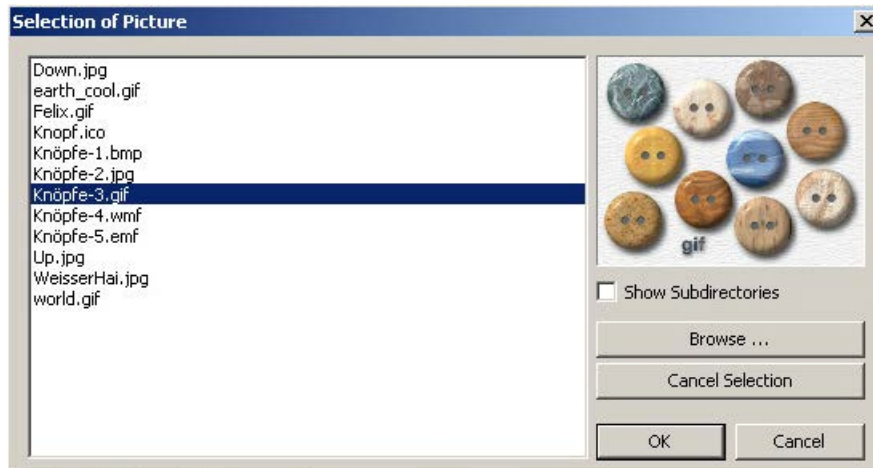 Selection of Picture
Down.jpg
earth_cool.gif
Felix.gif
Knopf.ico
Knöpfe-1.bmp
Knöpfe-2.jpg
Knöpfe-3.gif
Knöpfe-4.wmf
Knöpfe-5.emf
Up.jpg
WeisserHai.jpg
world.gif
gif
Show Subdirectories
Browse ...
Cancel Selection
OK
Cancel